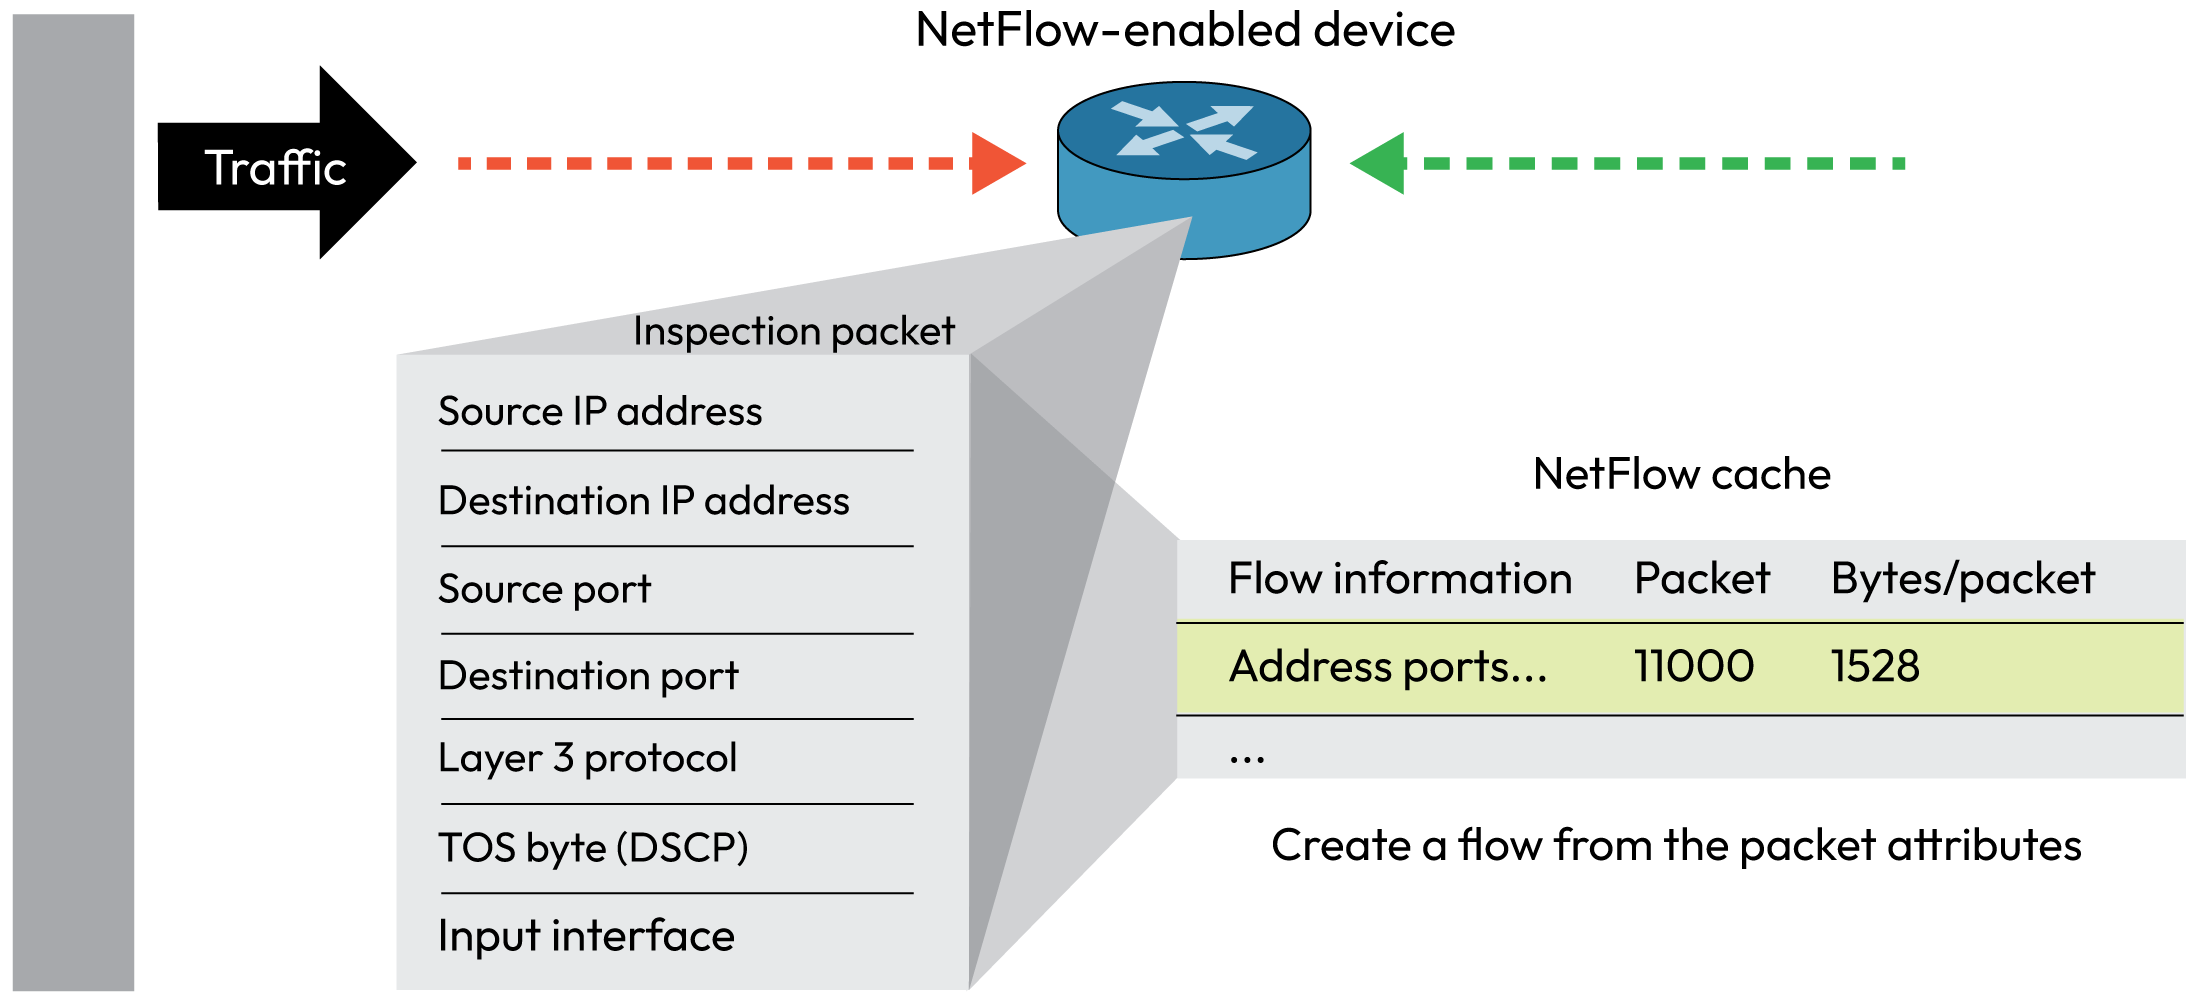 NetFlow-enabled device
Traffic
Inspection packet
Source IP address
Destination IP address
Source port
Destination port
Layer 3 protocol
TOS byte (DSCP)
Input interface
NetFlow cache
Flow information Packet Bytes/packet
Address ports... 11000 1528
...
Create a flow from the packet attributes